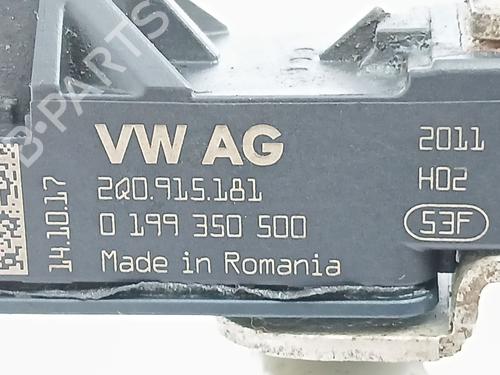 B-PARTS
VW AG
2Q0.915.181
0 199 350 500
Made in Romania
14.10.17
2011
H02
53F